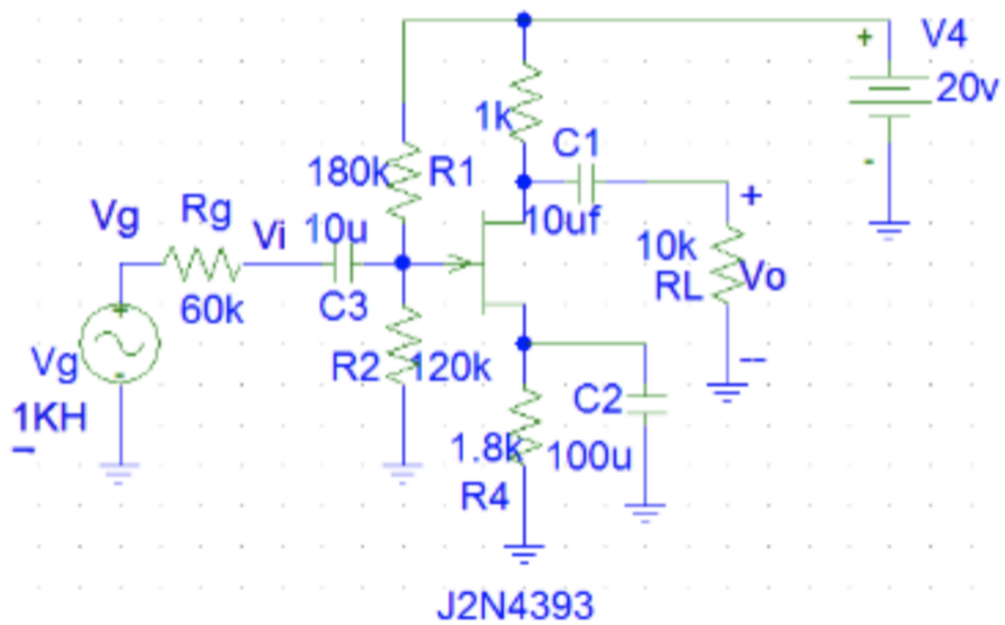 +
V4
20v
-
1k
C1
10uf
180k
R1
Vg
Rg
60k
Vi
10u
C3
10k
RL
+
Vo
--
+
-
Vg
1KH
R2
120k
C2
100u
1.8k
R4
J2N4393